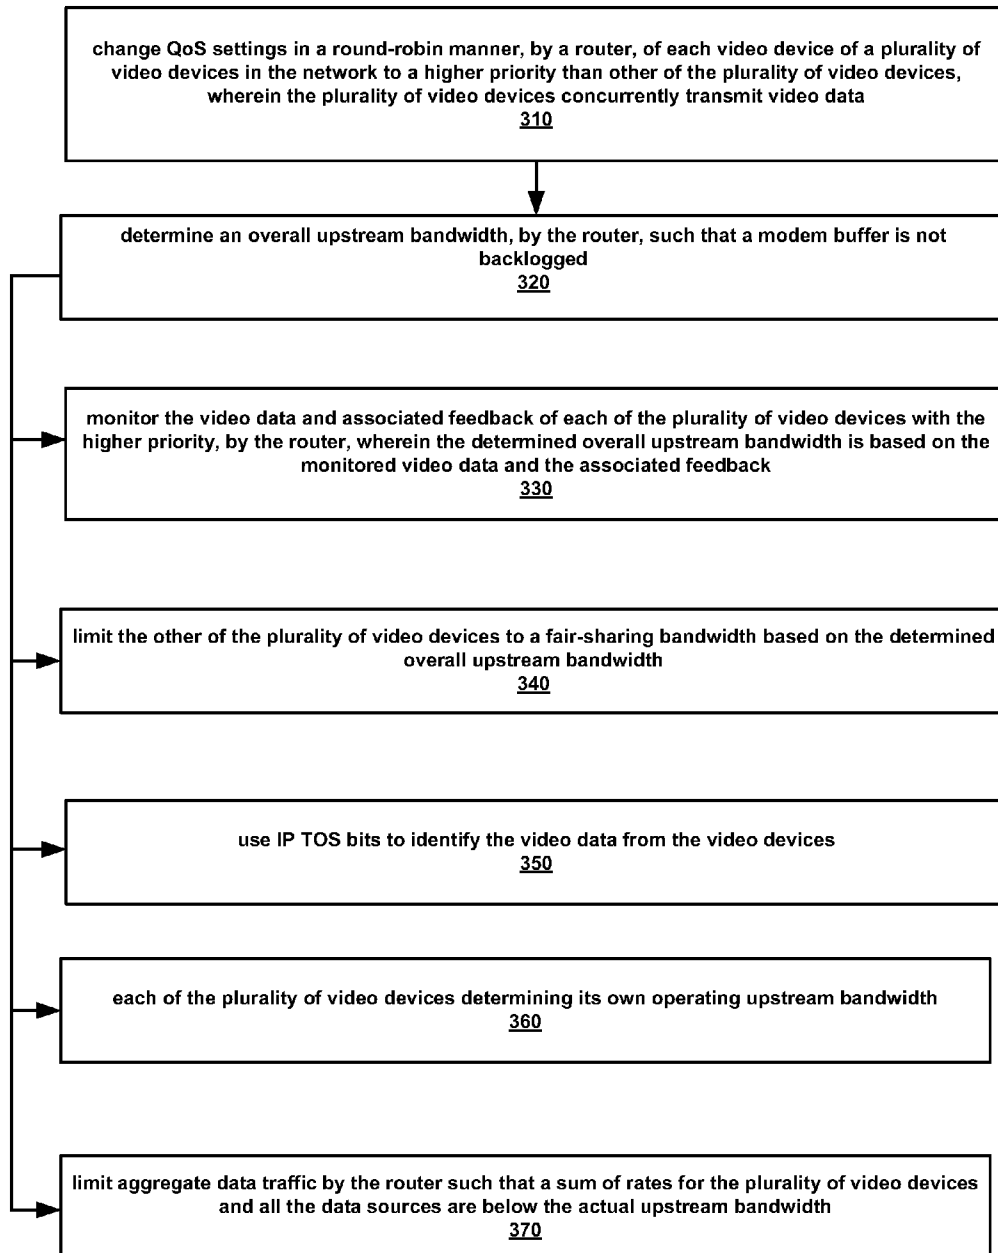 change QoS settings in a round-robin manner, by a router, of each video device of a plurality of
video devices in the network to a higher priority than other of the plurality of video devices,
wherein the plurality of video devices concurrently transmit video data
310
determine an overall upstream bandwidth, by the router, such that a modem buffer is not
backlogged
320
monitor the video data and associated feedback of each of the plurality of video devices with the
higher priority, by the router, wherein the determined overall upstream bandwidth is based on the
monitored video data and the associated feedback
330
limit the other of the plurality of video devices to a fair-sharing bandwidth based on the determined
overall upstream bandwidth
340
use IP TOS bits to identify the video data from the video devices
350
each of the plurality of video devices determining its own operating upstream bandwidth
360
limit aggregate data traffic by the router such that a sum of rates for the plurality of video devices
and all the data sources are below the actual upstream bandwidth
370